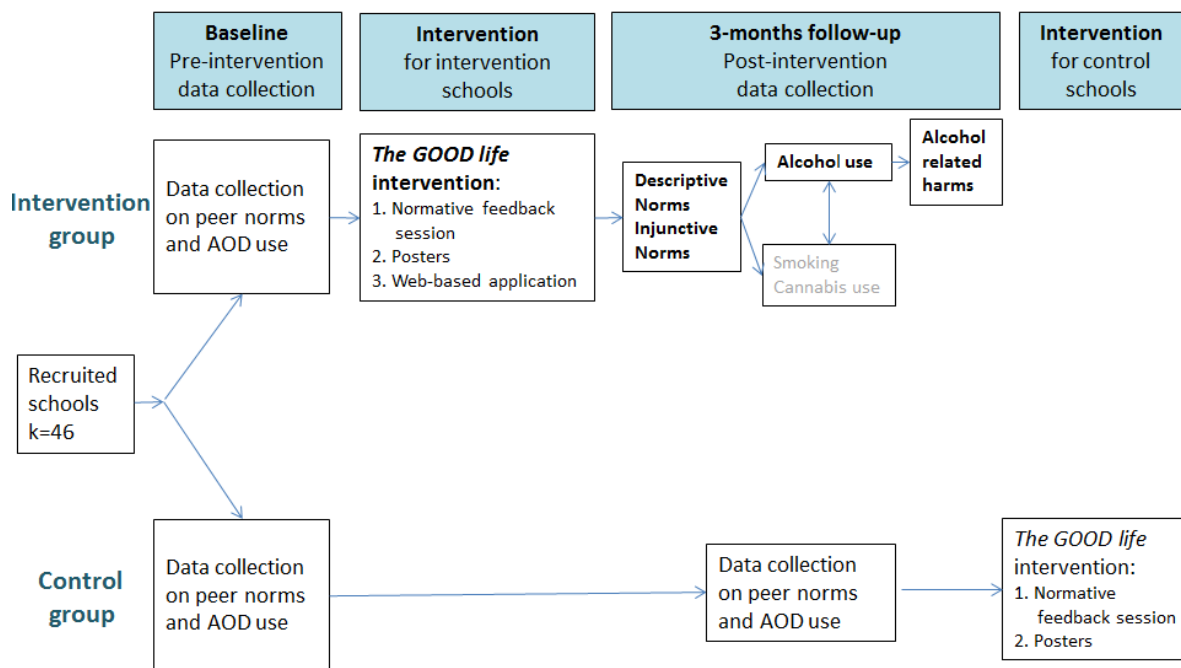 Baseline
Pre-intervention
data collection
Intervention
for intervention
schools
3-months follow-up
Post-intervention
data collection
Intervention
for control
schools
Intervention
group
Data collection
on peer norms
and AOD use
The GOOD life
intervention:
1. Normative feedback
session
2. Posters
3. Web-based application
Descriptive
Norms
Injunctive
Norms
Alcohol use
Alcohol
related
harms
Smoking
Cannabis use
Recruited
schools
k=46
Control
group
Data collection
on peer norms
and AOD use
Data collection
on peer norms
and AOD use
The GOOD life
intervention:
1. Normative
feedback session
2. Posters